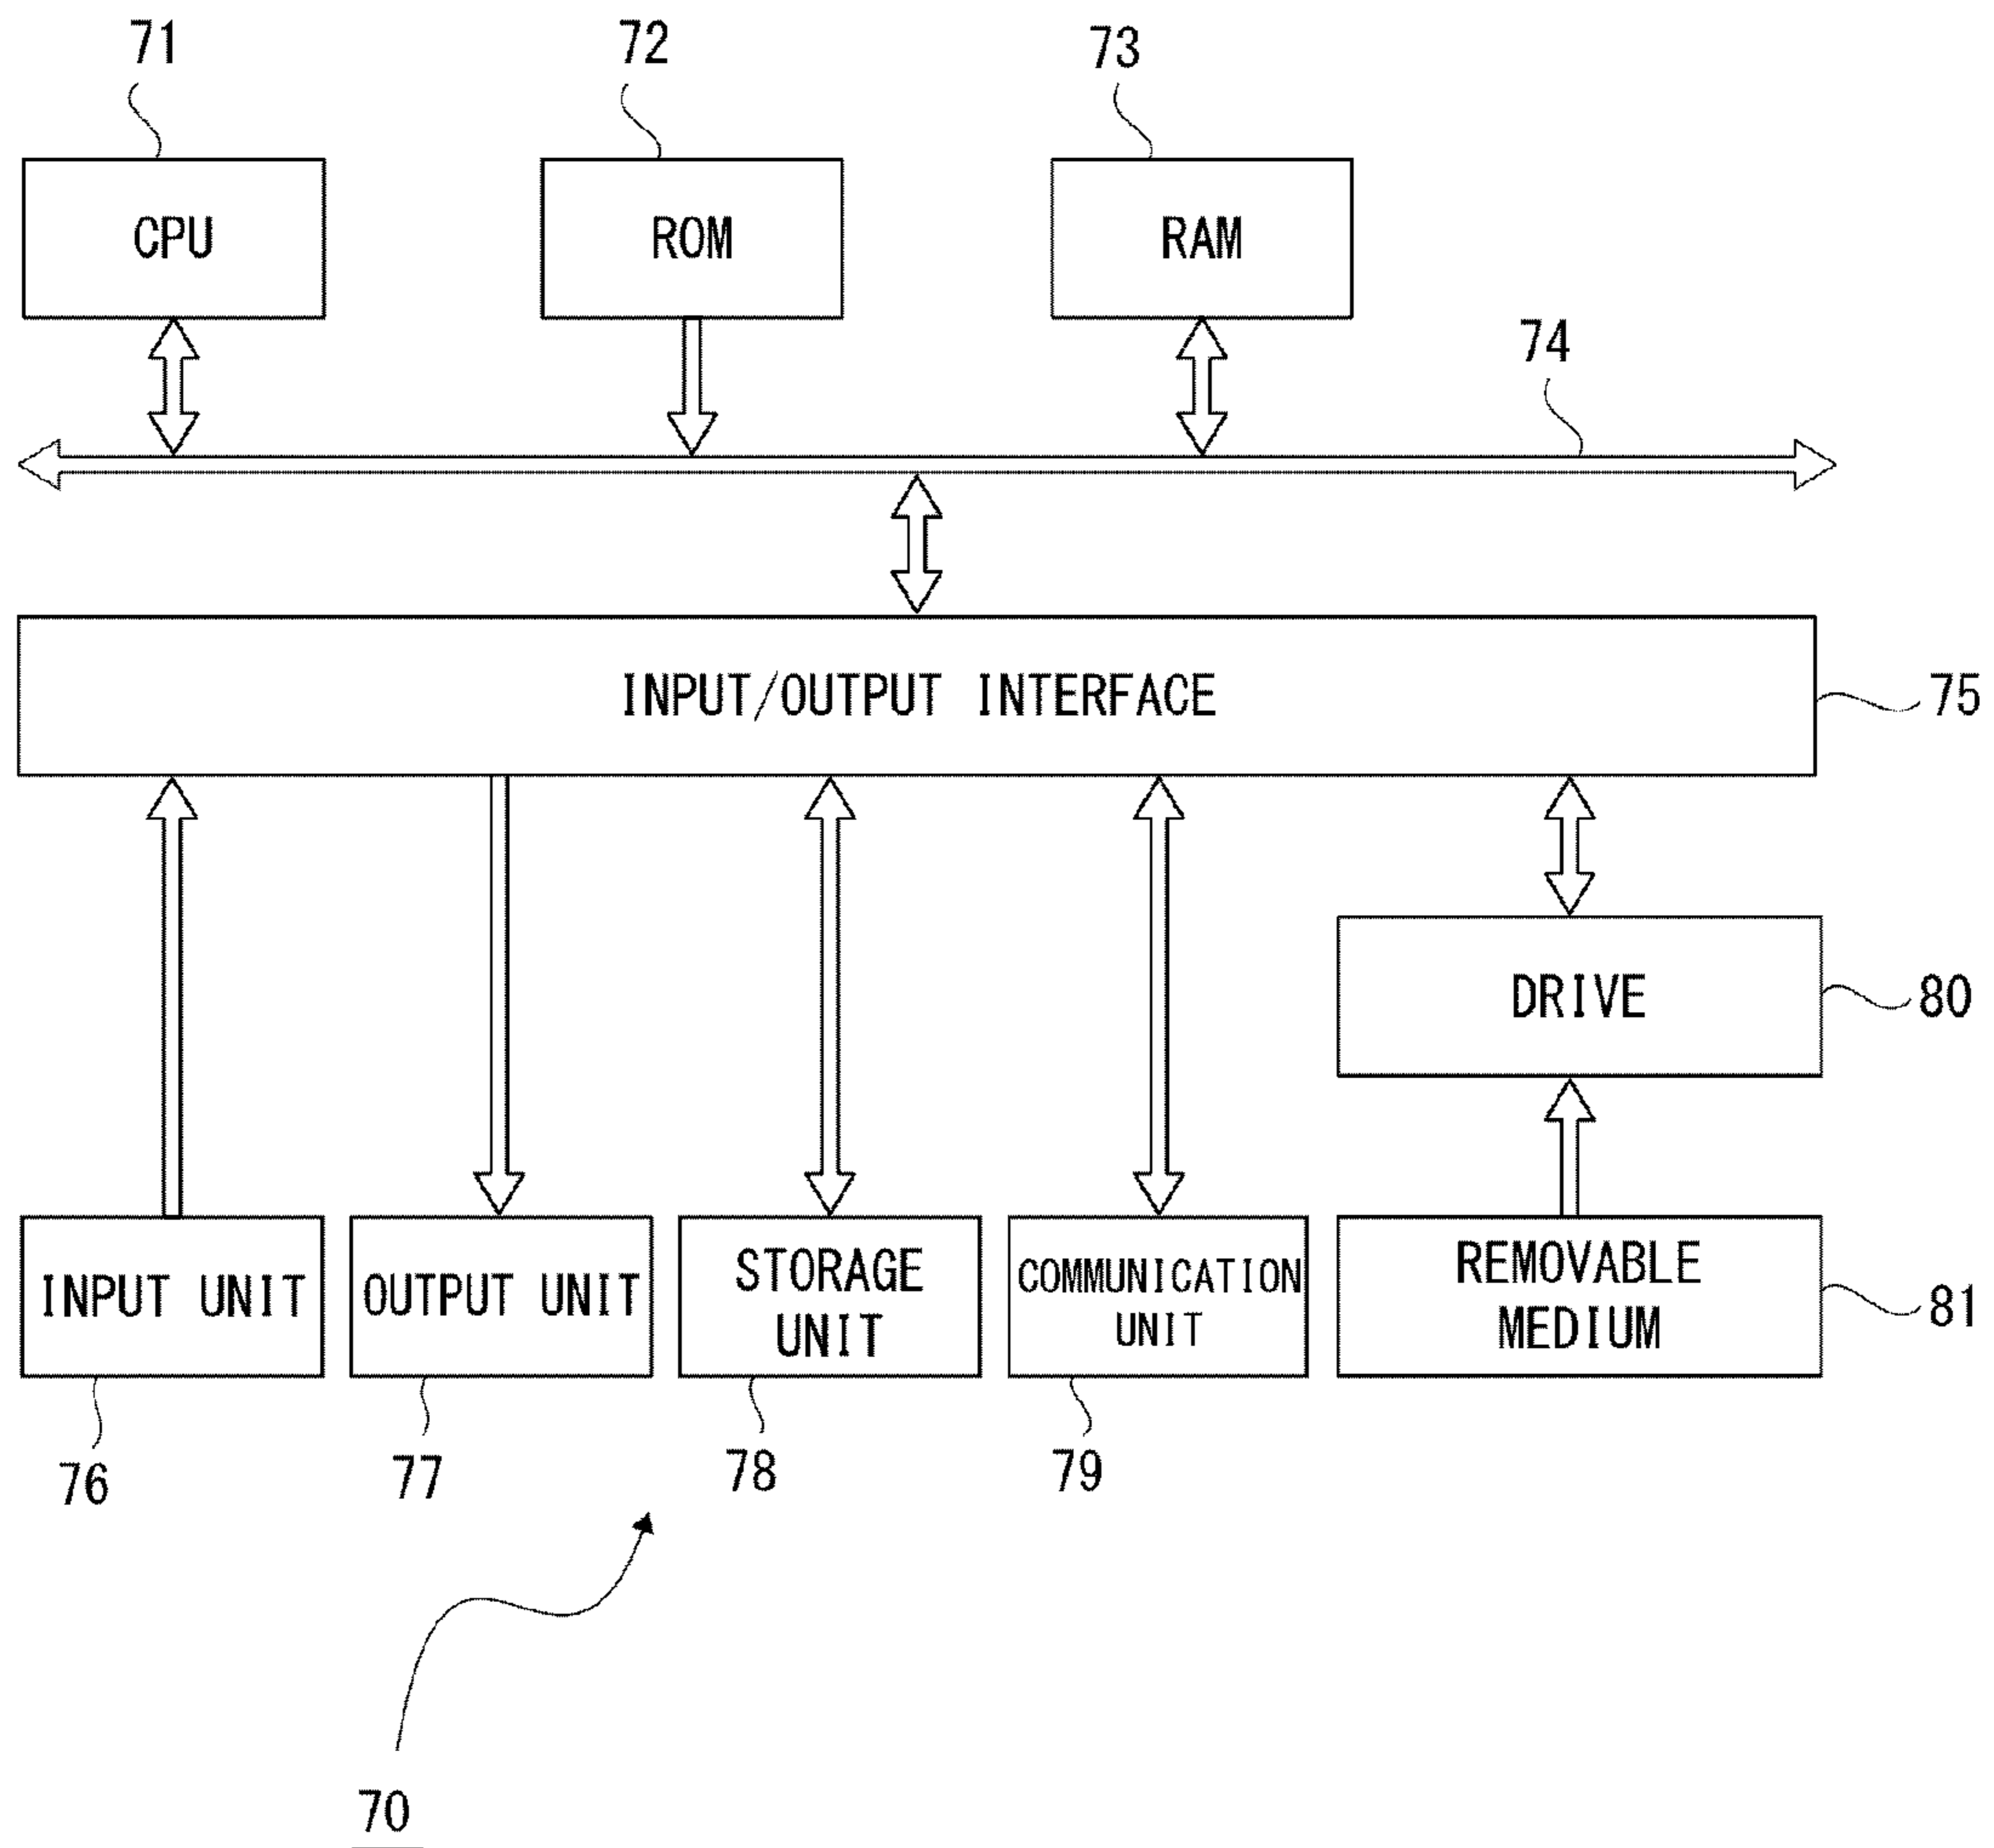 71
72
73
CPU
ROM
RAM
74
INPUT/OUTPUT INTERFACE
75
DRIVE
80
INPUT UNIT
OUTPUT UNIT
STORAGE
UNIT
COMMUNICATION
UNIT
REMOVABLE
MEDIUM
81
76
77
78
79
70